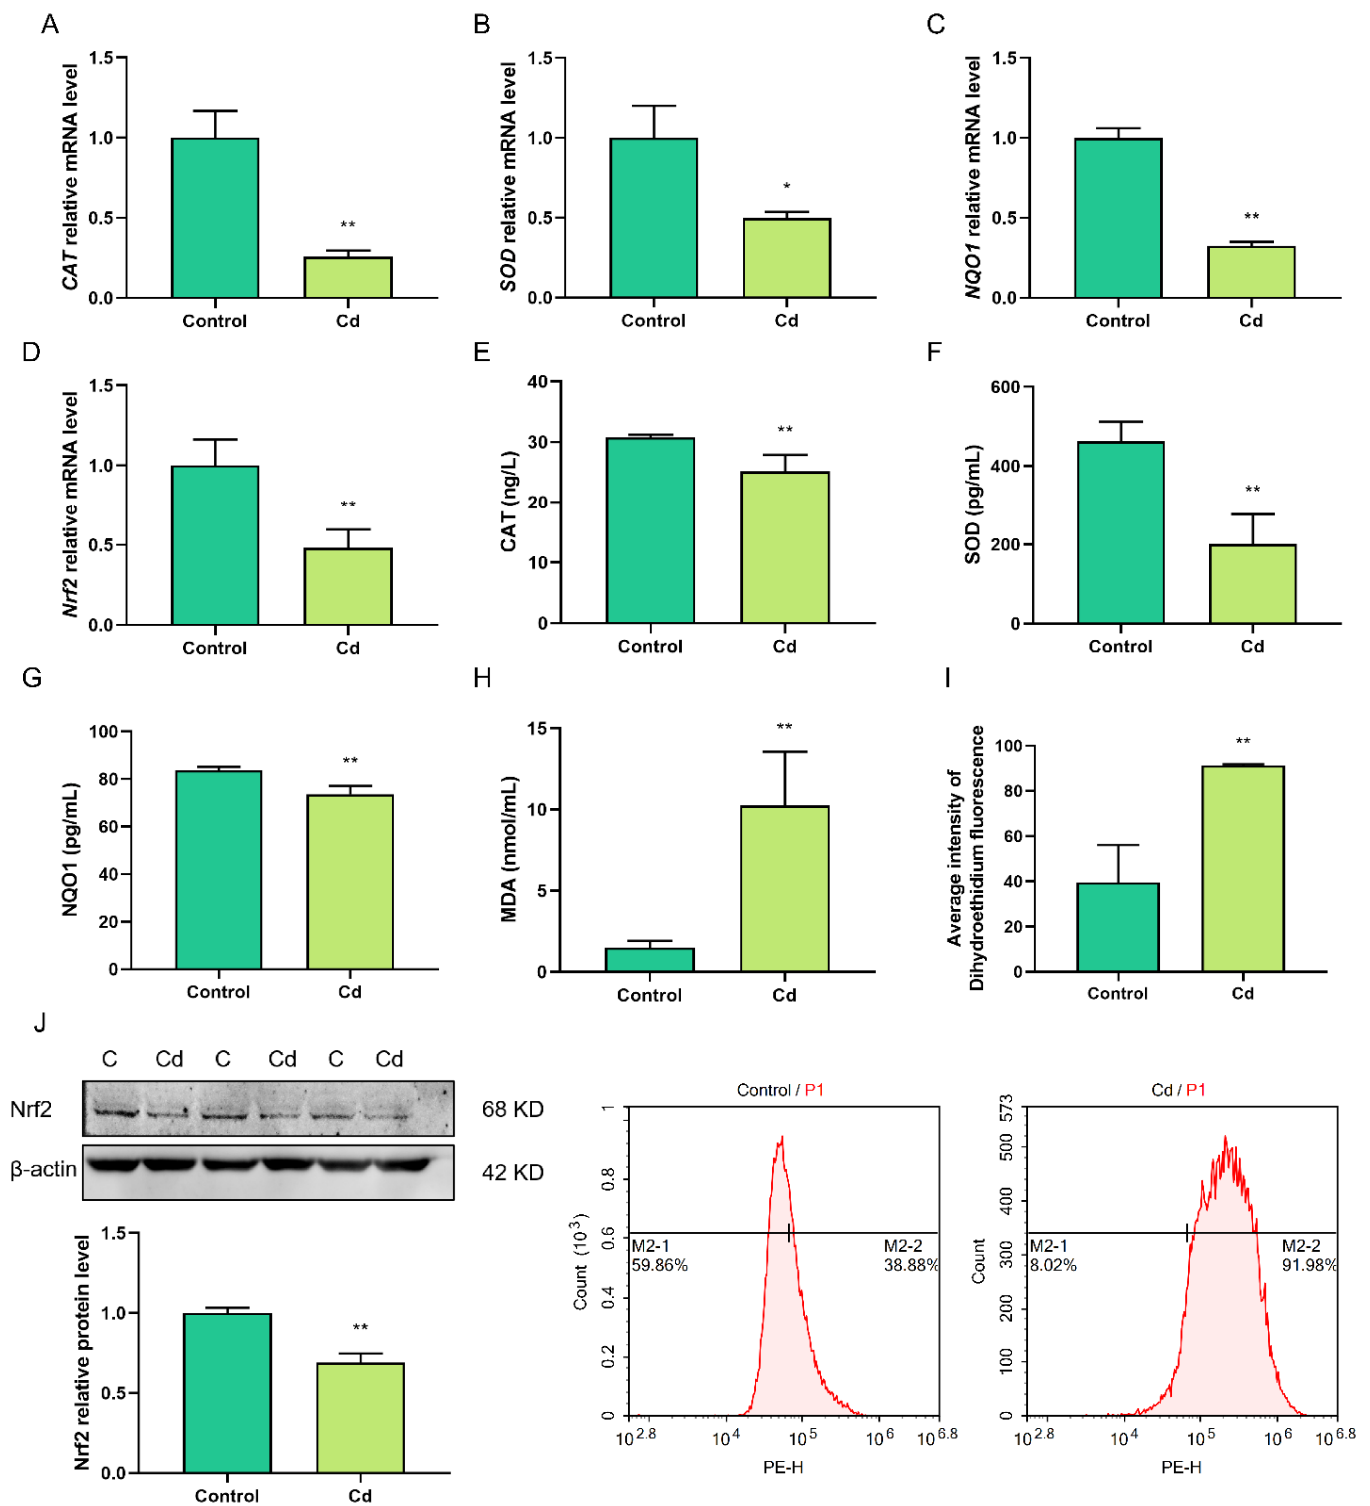 A
CAT relative mRNA level
1.5
1.0
0.5
0.0
**
Control
Cd
B
SOD relative mRNA level
1.5
1.0
0.5
0.0
*
Control
Cd
C
NQO1 relative mRNA level
1.5
1.0
0.5
0.0
**
Control
Cd
D
Nrf2 relative mRNA level
1.5
1.0
0.5
0.0
**
Control
Cd
E
CAT (ng/L)
40
30
20
10
0
**
Control
Cd
F
SOD (pg/mL)
600
400
200
0
**
Control
Cd
G
NQO1 (pg/mL)
100
80
60
40
20
0
**
Control
Cd
H
MDA (nmol/mL)
15
10
5
0
**
Control
Cd
I
Average intensity of
Dihydroethidium fluorescence
100
80
60
40
20
0
**
Control
Cd
J
C Cd C Cd C Cd
Nrf2 68 KD
β-actin 42 KD
Nrf2 relative protein level
1.5
1.0
0.5
0.0
**
Control
Cd
Control / P1
Count (10^3)
1
0.8
0.6
0.4
0.2
0
M2-1
59.86%
M2-2
38.88%
10^2.8 10^4 10^5 10^6 10^6.8
PE-H
Cd / P1
Count
573
500
400
300
200
100
0
M2-1
8.02%
M2-2
91.98%
10^2.8 10^4 10^5 10^6 10^6.8
PE-H